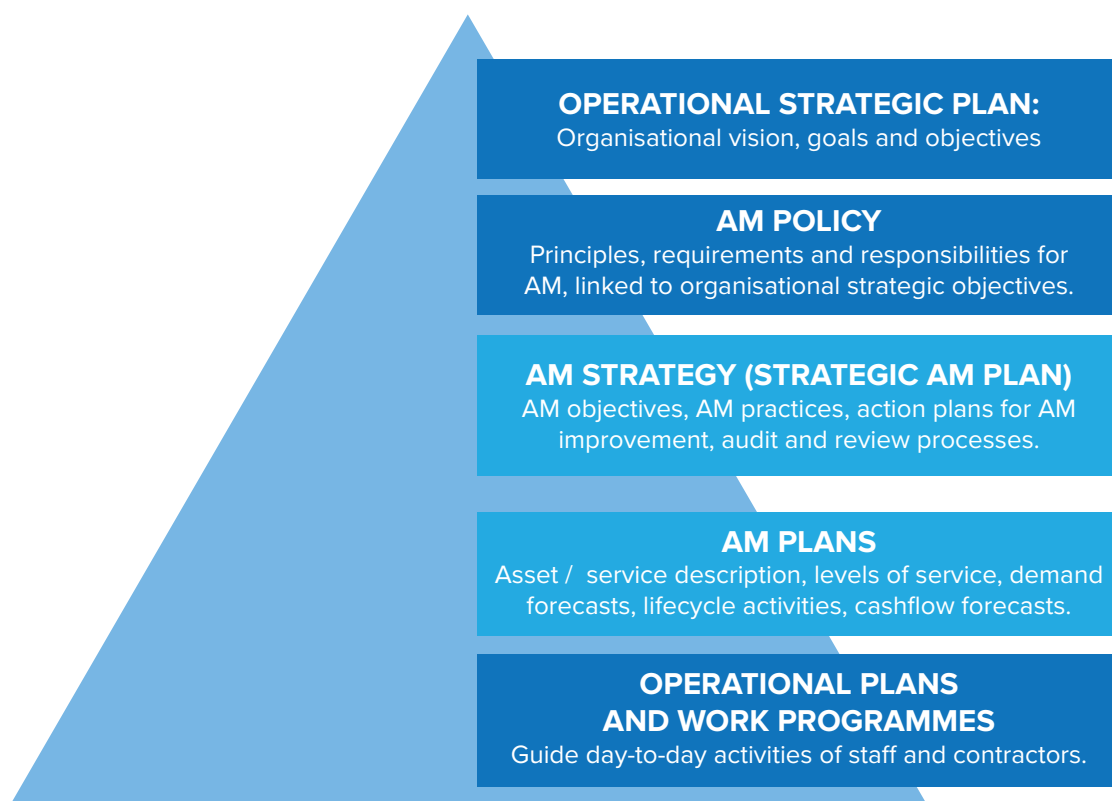 OPERATIONAL STRATEGIC PLAN:
Organisational vision, goals and objectives
AM POLICY
Principles, requirements and responsibilities for
AM, linked to organisational strategic objectives.
AM STRATEGY (STRATEGIC AM PLAN)
AM objectives, AM practices, action plans for AM
improvement, audit and review processes.
AM PLANS
Asset / service description, levels of service, demand
forecasts, lifecycle activities, cashflow forecasts.
OPERATIONAL PLANS
AND WORK PROGRAMMES
Guide day-to-day activities of staff and contractors.